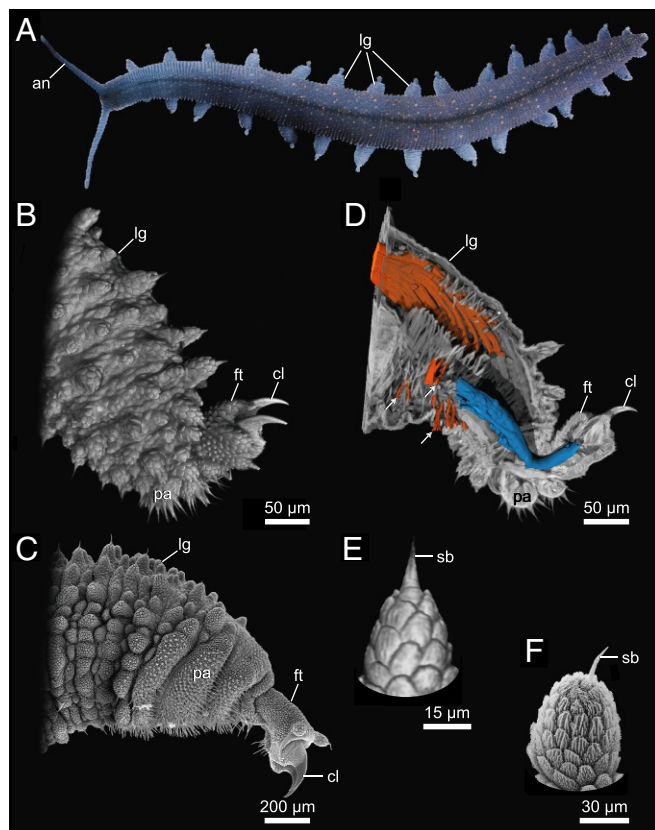 A
lg
an
B
lg
ft
cl
pa
50 µm
D
lg
ft
cl
pa
50 µm
C
lg
pa
ft
cl
200 µm
E
sb
15 µm
F
sb
30 µm